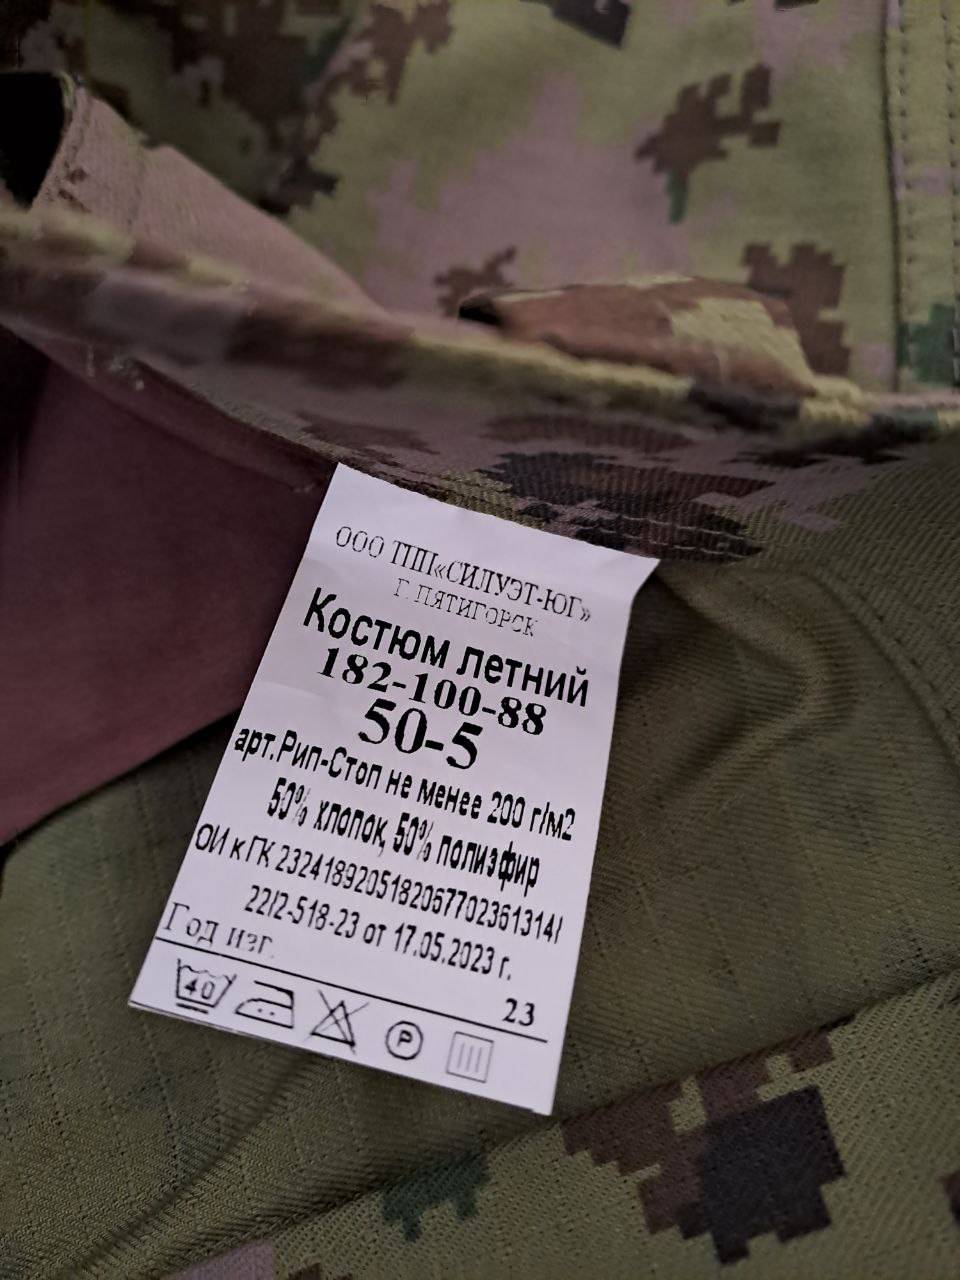 ООО ПП«СИЛУЭТ-ЮГ»
Г. ПЯТИГОРСК
Костюм летний
182-100-88
50-5
арт.Рип-Стоп не менее 200 г/м2
50% хлопок, 50% полиэфир
ОИ к ГК 2324189205182067702361314/
22/2-518-23 от 17.05.2023 г.
Год изг.
23
40
P